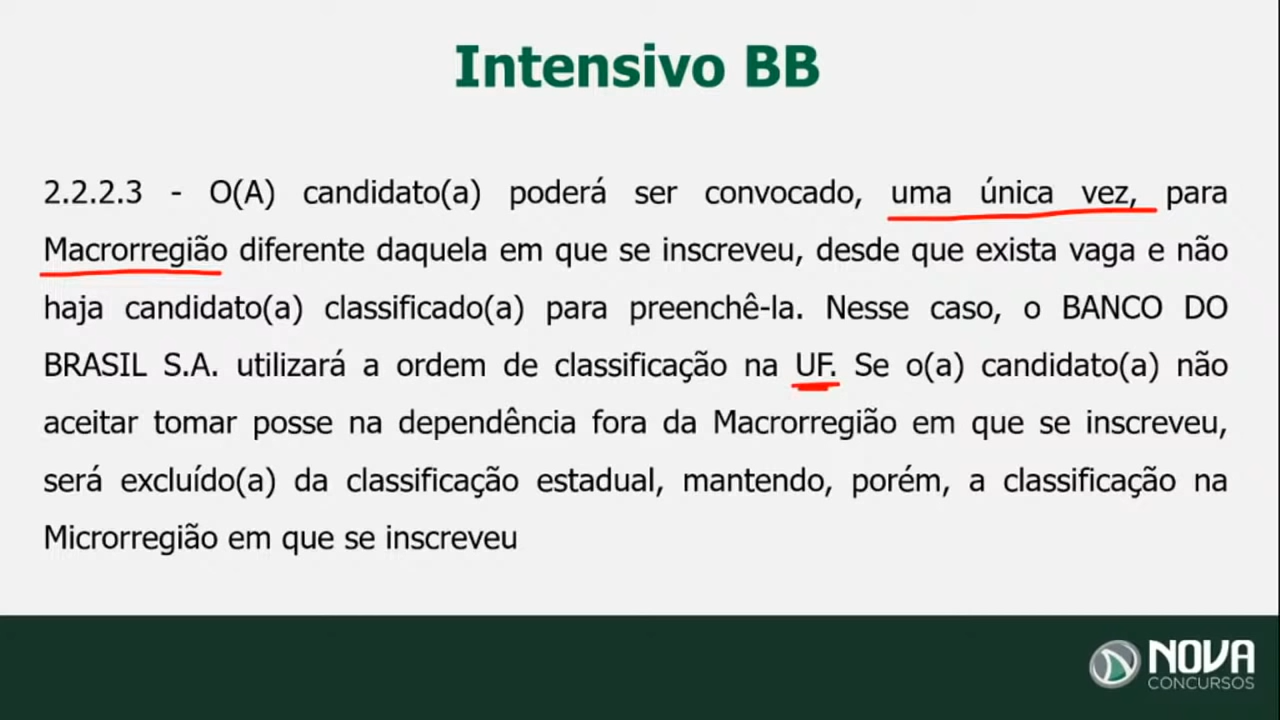 Intensivo BB
2.2.2.3 - O(A) candidato(a) poderá ser convocado, uma única vez, para
Macrorregião diferente daquela em que se inscreveu, desde que exista vaga e não
haja candidato(a) classificado(a) para preenchê-la. Nesse caso, o BANCO DO
BRASIL S.A. utilizará a ordem de classificação na UF. Se o(a) candidato(a) não
aceitar tomar posse na dependência fora da Macrorregião em que se inscreveu,
será excluído(a) da classificação estadual, mantendo, porém, a classificação na
Microrregião em que se inscreveu
NOVA
CONCURSOS